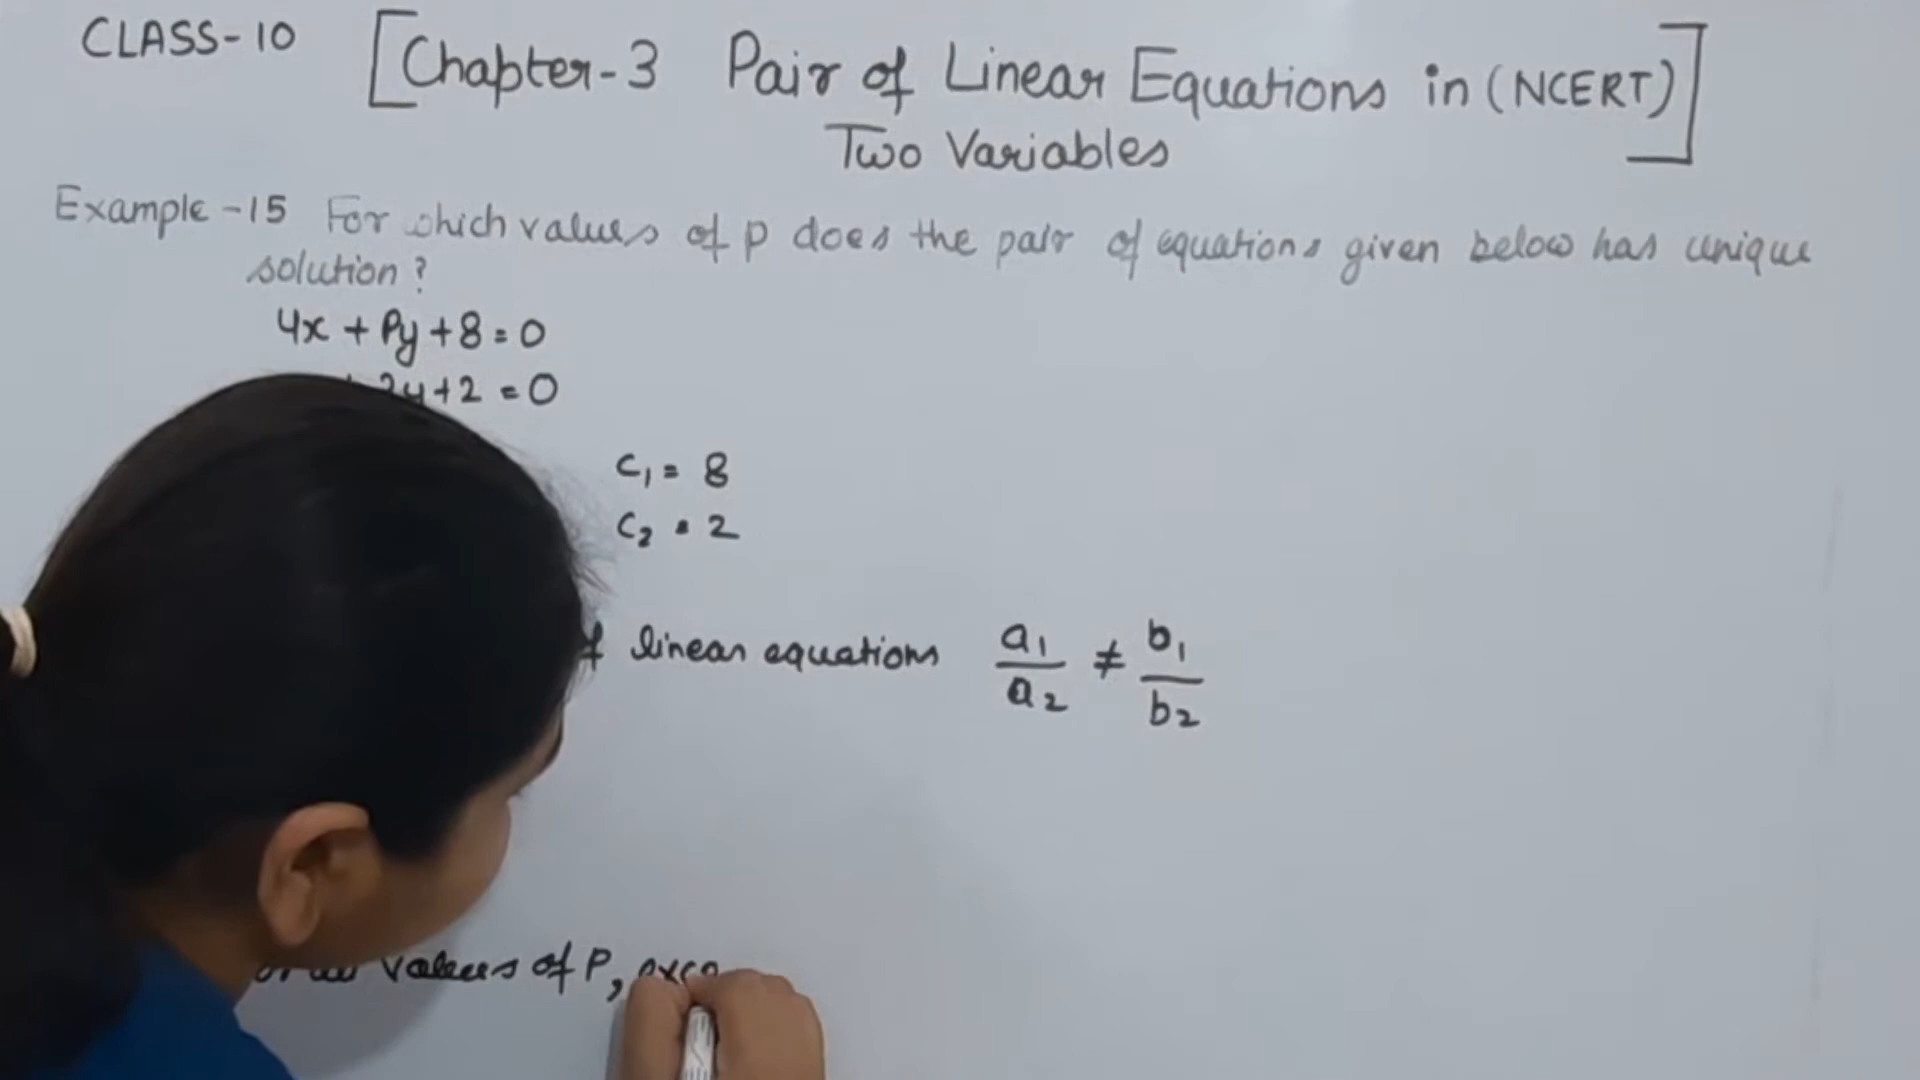 CLASS-10 [Chapter-3 Pair of Linear Equations in (NCERT)]
Two Variables
Example-15 For which values of p does the pair of equations given below has unique
solution?
4x + Py + 8 = 0
2y + 2 = 0
C₁ = 8
C₂ = 2
of linear equations a₁/a₂ ≠ b₁/b₂
values of P,